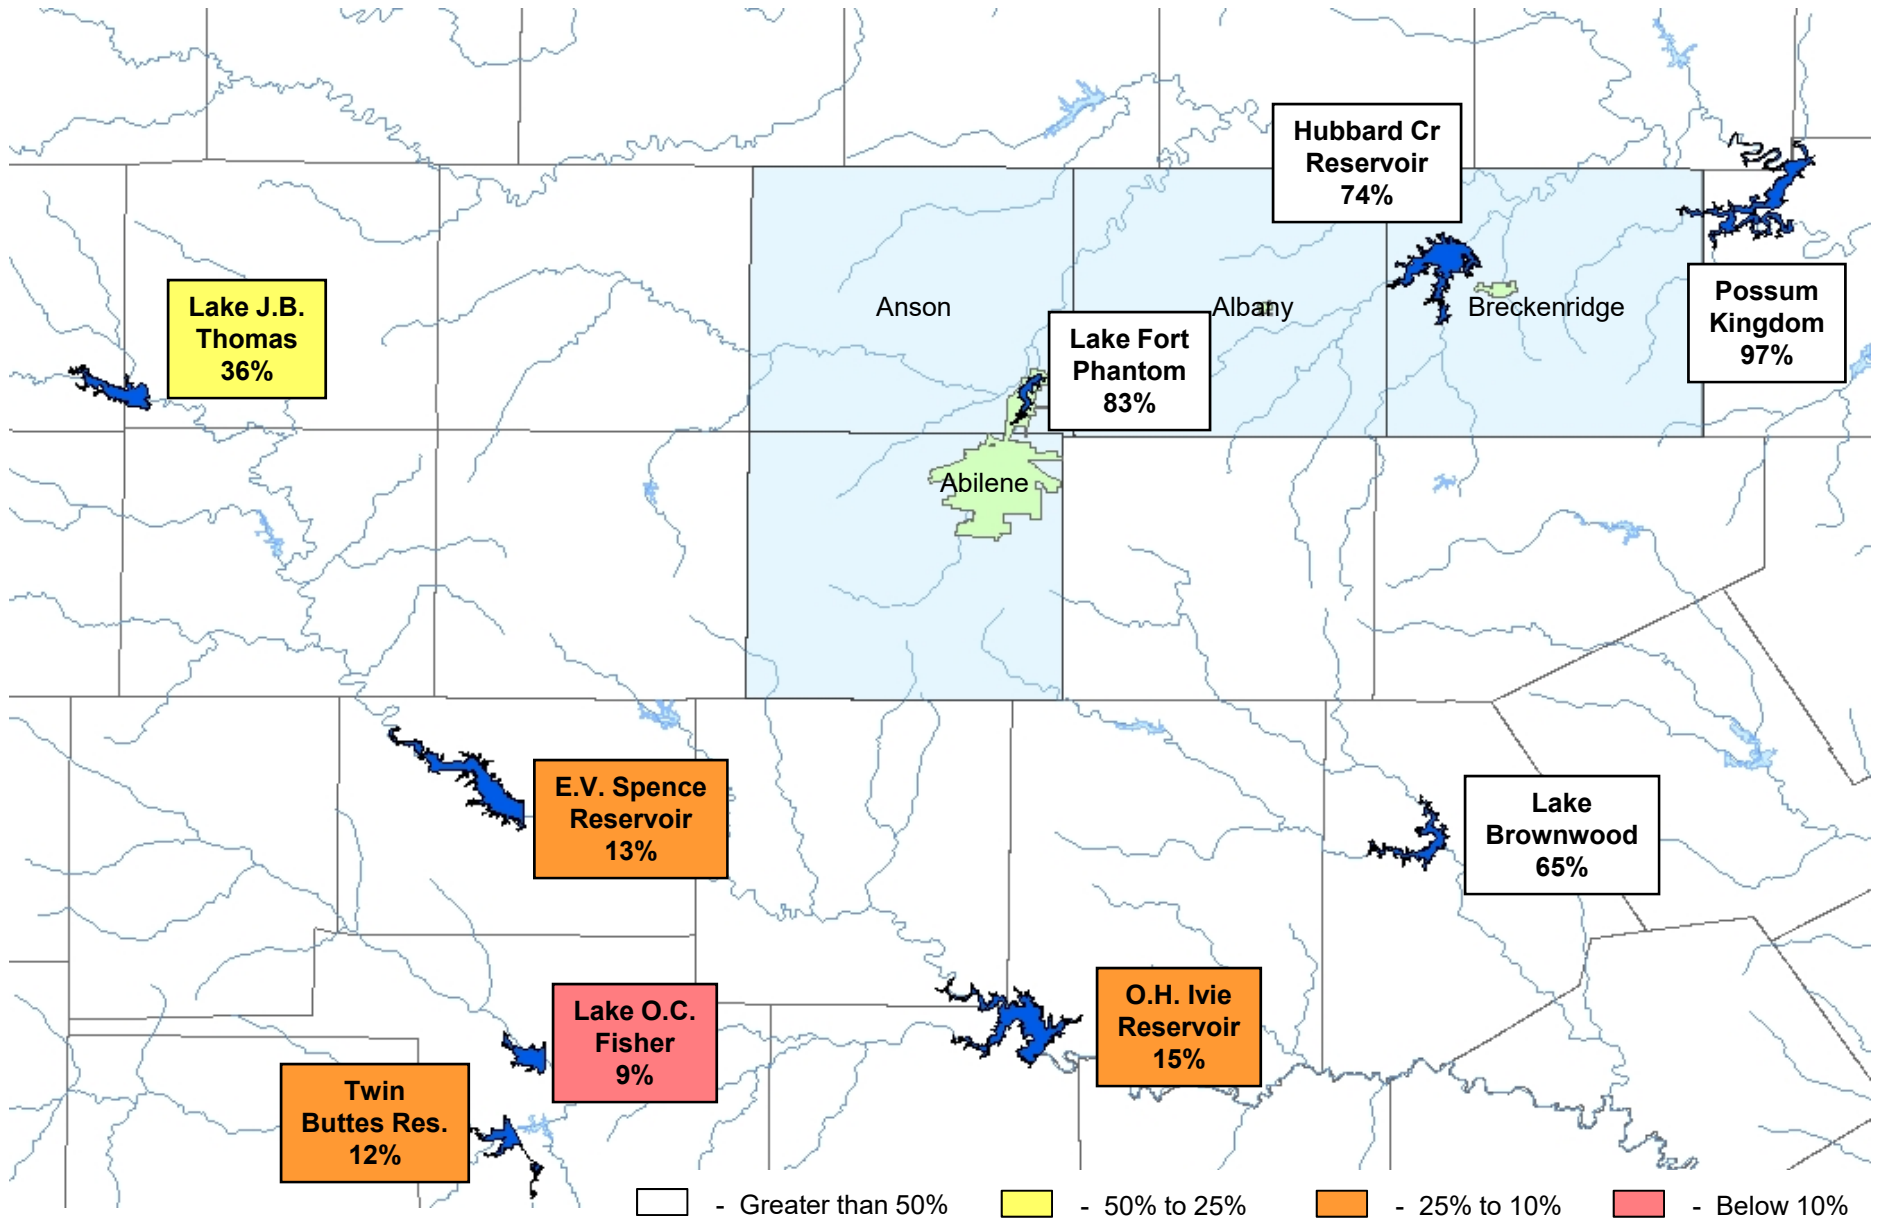 Hubbard Cr
Reservoir
74%
Lake J.B.
Thomas
36%
Anson
Albany
Breckenridge
Possum
Kingdom
97%
Lake Fort
Phantom
83%
Abilene
E.V. Spence
Reservoir
13%
Lake
Brownwood
65%
Lake O.C.
Fisher
9%
O.H. Ivie
Reservoir
15%
Twin
Buttes Res.
12%
- Greater than 50%
- 50% to 25%
- 25% to 10%
- Below 10%